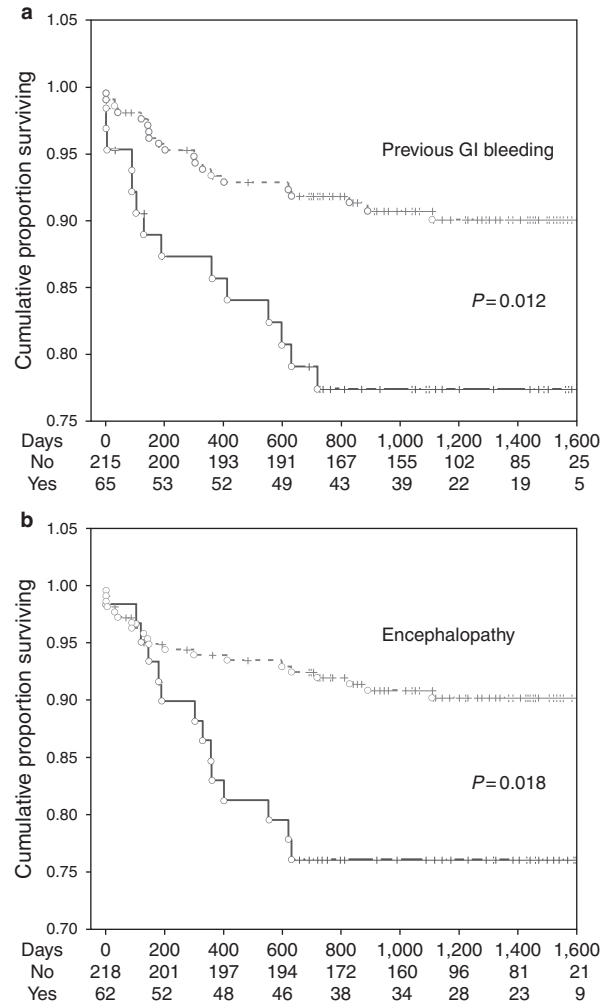 a
1.05
1.00
0.95
0.90
0.85
0.80
0.75
Cumulative proportion surviving
Previous GI bleeding
P=0.012
Days 0 200 400 600 800 1,000 1,200 1,400 1,600
No 215 200 193 191 167 155 102 85 25
Yes 65 53 52 49 43 39 22 19 5
b
1.05
1.00
0.95
0.90
0.85
0.80
0.75
0.70
Cumulative proportion surviving
Encephalopathy
P=0.018
Days 0 200 400 600 800 1,000 1,200 1,400 1,600
No 218 201 197 194 172 160 96 81 21
Yes 62 52 48 46 38 34 28 23 9